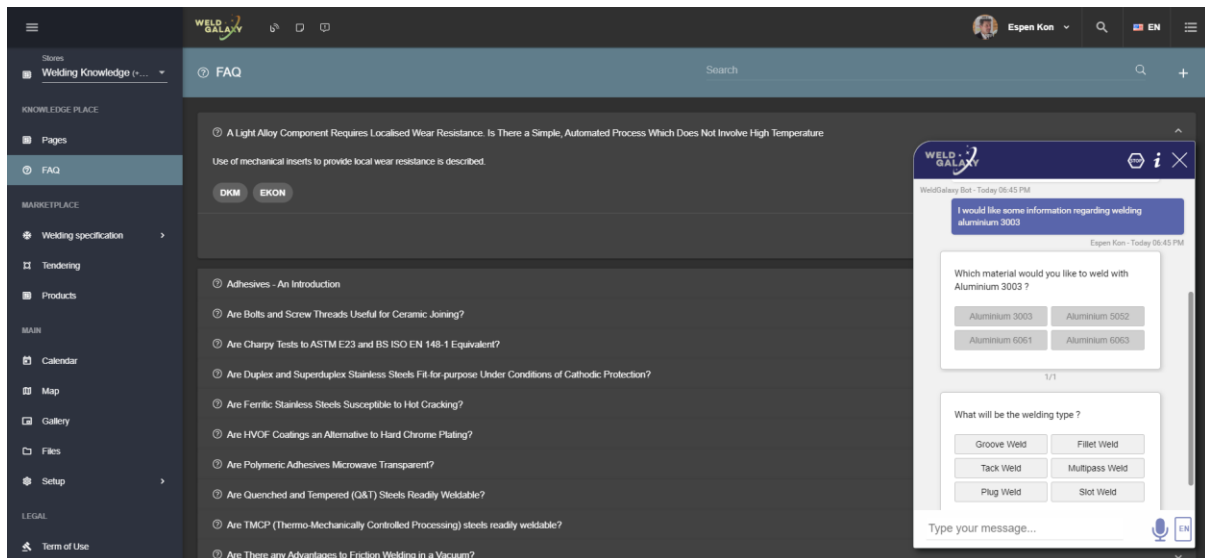 WELD GALAXY
Espen Kon
EN
Stores
Welding Knowledge (+...
FAQ
Search
KNOWLEDGE PLACE
Pages
FAQ
MARKETPLACE
Welding specification
Tendering
Products
MAIN
Calendar
Map
Gallery
Files
Setup
LEGAL
Term of Use
A Light Alloy Component Requires Localised Wear Resistance. Is There a Simple, Automated Process Which Does Not Involve High Temperature
Use of mechanical inserts to provide local wear resistance is described.
DKM EKON
Adhesives - An Introduction
Are Bolts and Screw Threads Useful for Ceramic Joining?
Are Charpy Tests to ASTM E23 and BS ISO EN 148-1 Equivalent?
Are Duplex and Superduplex Stainless Steels Fit-for-purpose Under Conditions of Cathodic Protection?
Are Ferritic Stainless Steels Susceptible to Hot Cracking?
Are HVOF Coatings an Alternative to Hard Chrome Plating?
Are Polymeric Adhesives Microwave Transparent?
Are Quenched and Tempered (Q&T) Steels Readily Weldable?
Are TMCP (Thermo-Mechanically Controlled Processing) steels readily weldable?
Are There any Advantages to Friction Welding in a Vacuum?
WELD GALAXY
STOP
i
WeldGalaxy Bot - Today 06:45 PM
I would like some information regarding welding
aluminium 3003
Espen Kon - Today 06:45 PM
Which material would you like to weld with
Aluminium 3003 ?
Aluminium 3003 Aluminium 5052
Aluminium 6061 Aluminium 6063
1/1
What will be the welding type ?
Groove Weld Fillet Weld
Tack Weld Multipass Weld
Plug Weld Slot Weld
Type your message...
EN